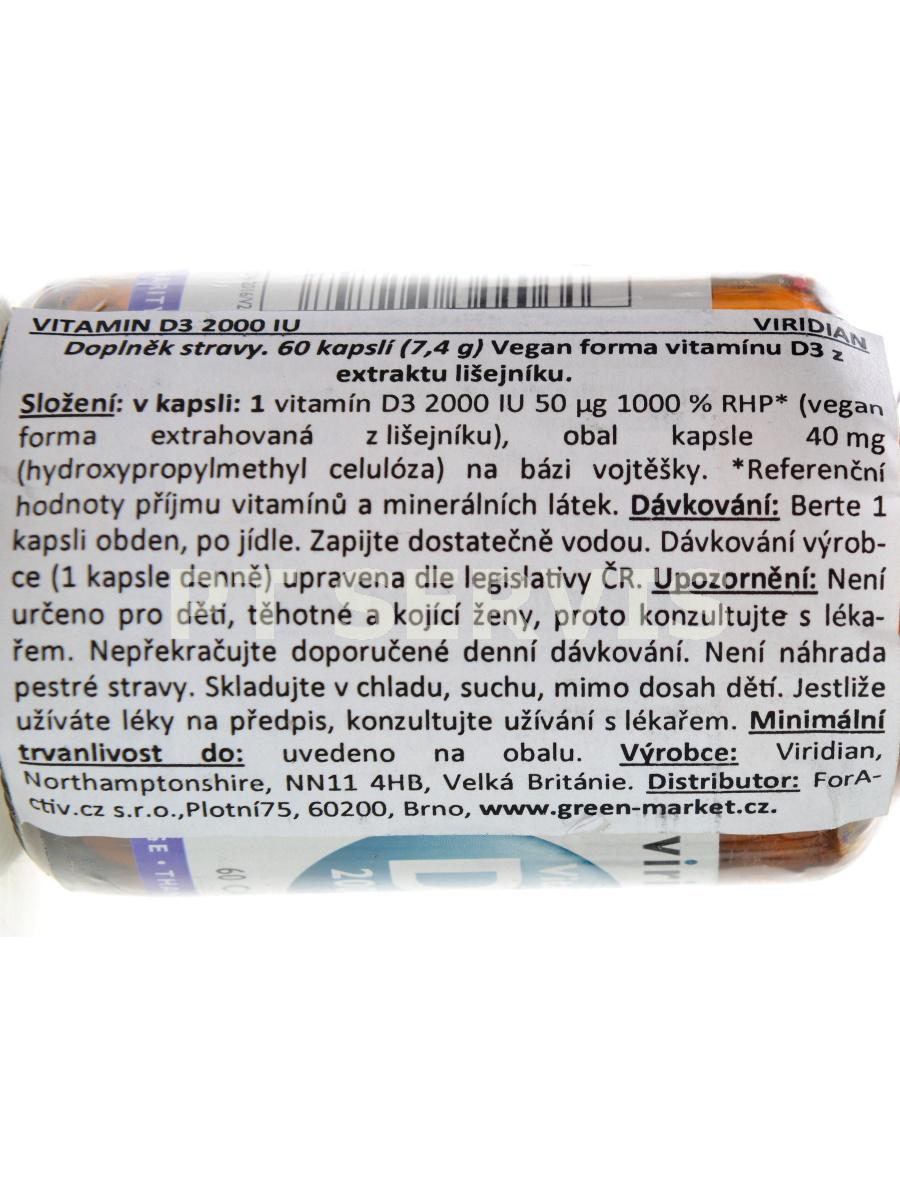 VITAMIN D3 2000 IU VIRIDIAN
Doplněk stravy. 60 kapslí (7,4 g) Vegan forma vitamínu D3 z
extraktu lišejníku.
Složení: v kapsli: 1 vitamín D3 2000 IU 50 µg 1000 % RHP* (vegan
forma extrahovaná z lišejníku), obal kapsle 40 mg
(hydroxypropylmethyl celulóza) na bázi vojtěšky. *Referenční
hodnoty příjmu vitamínů a minerálních látek. Dávkování: Berte 1
kapsli obden, po jídle. Zapijte dostatečně vodou. Dávkování výrob-
ce (1 kapsle denně) upravena dle legislativy ČR. Upozornění: Není
určeno pro děti, těhotné a kojící ženy, proto konzultujte s léka-
řem. Nepřekračujte doporučené denní dávkování. Není náhrada
pestré stravy. Skladujte v chladu, suchu, mimo dosah dětí. Jestliže
užíváte léky na předpis, konzultujte užívání s lékařem. Minimální
trvanlivost do: uvedeno na obalu. Výrobce: Viridian,
Northamptonshire, NN11 4HB, Velká Británie. Distributor: ForA-
ctiv.cz s.r.o.,Plotní75, 60200, Brno, www.green-market.cz.
PT SERVIS